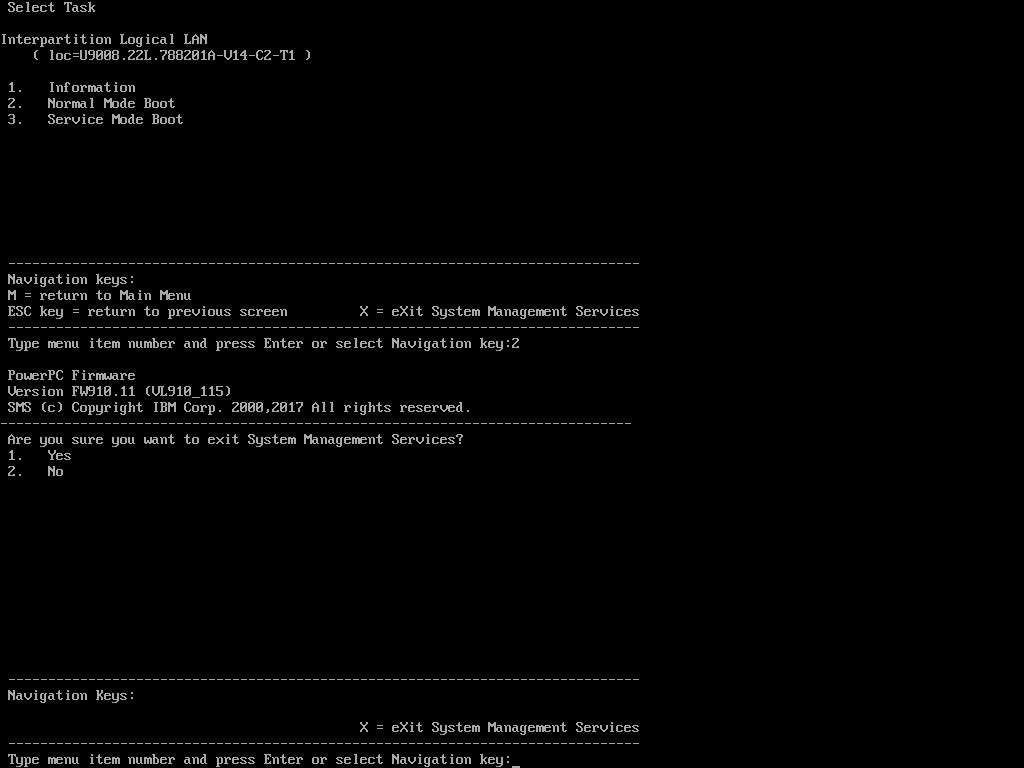 Select Task

Interpartition Logical LAN
    ( loc=U9008.22L.788201A-V14-C2-T1 )

1.   Information
2.   Normal Mode Boot
3.   Service Mode Boot

-------------------------------------------------------------------------------
Navigation keys:
M = return to Main Menu
ESC key = return to previous screen         X = eXit System Management Services
-------------------------------------------------------------------------------
Type menu item number and press Enter or select Navigation key:2

PowerPC Firmware
Version FW910.11 (VL910_115)
SMS (c) Copyright IBM Corp. 2000,2017 All rights reserved.
-------------------------------------------------------------------------------
Are you sure you want to exit System Management Services?
1.   Yes
2.   No

-------------------------------------------------------------------------------
Navigation Keys:

                                            X = eXit System Management Services
-------------------------------------------------------------------------------
Type menu item number and press Enter or select Navigation key:_